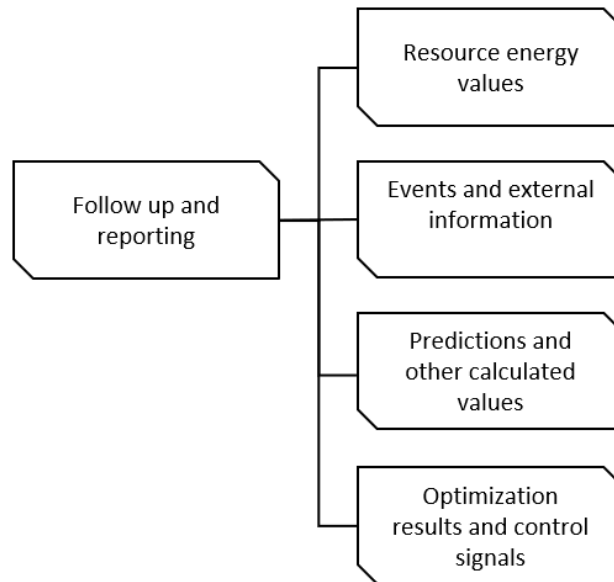 Resource energy
values
Follow up and
reporting
Events and external
information
Predictions and
other calculated
values
Optimization
results and control
signals